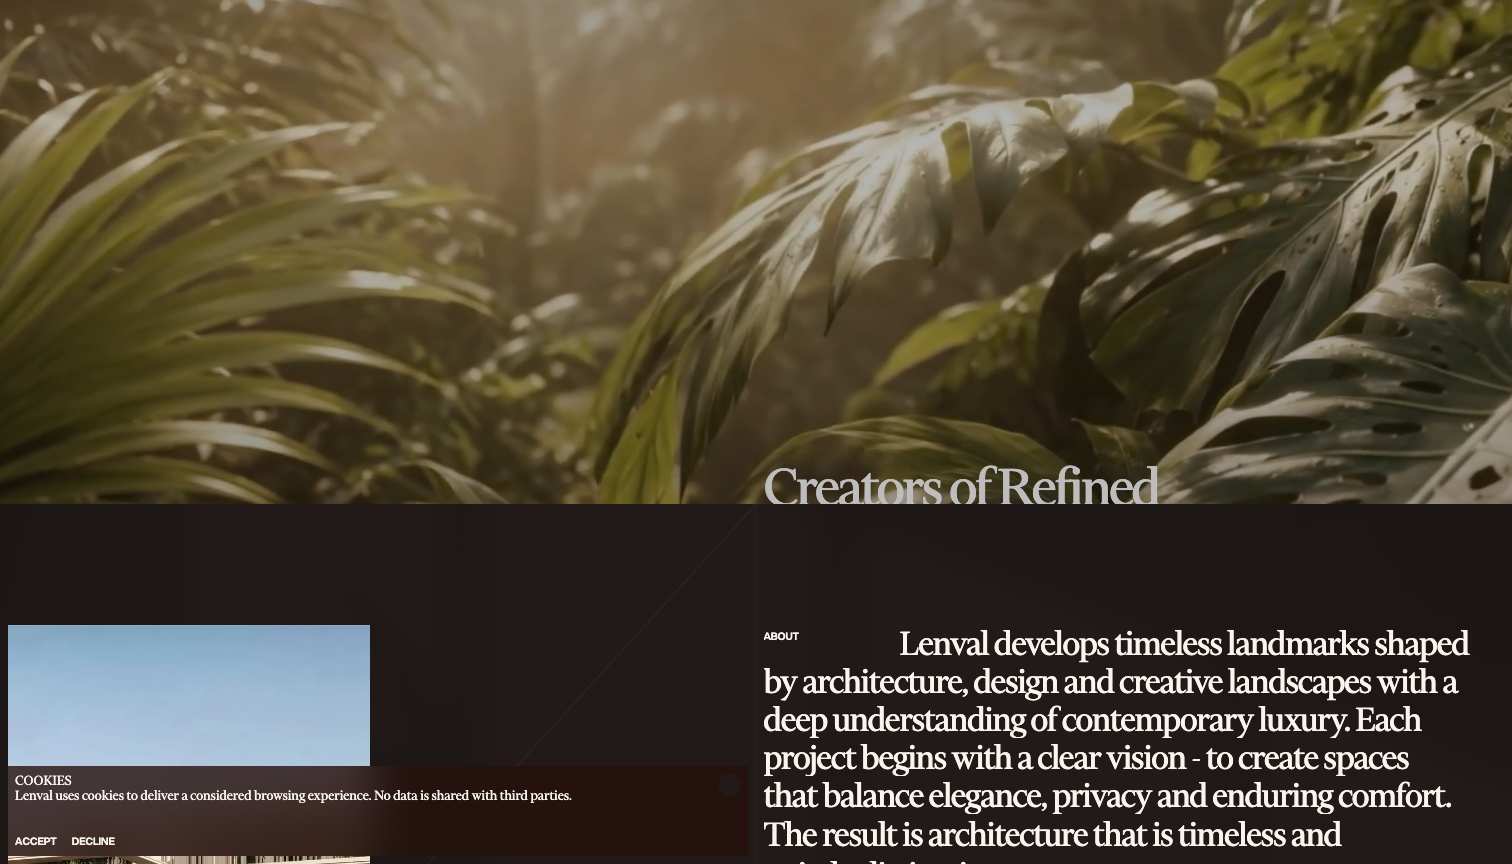 Creators of Refined
ABOUT
Lenval develops timeless landmarks shaped
by architecture, design and creative landscapes with a
deep understanding of contemporary luxury. Each
project begins with a clear vision - to create spaces
that balance elegance, privacy and enduring comfort.
The result is architecture that is timeless and
COOKIES
Lenval uses cookies to deliver a considered browsing experience. No data is shared with third parties.
ACCEPT DECLINE